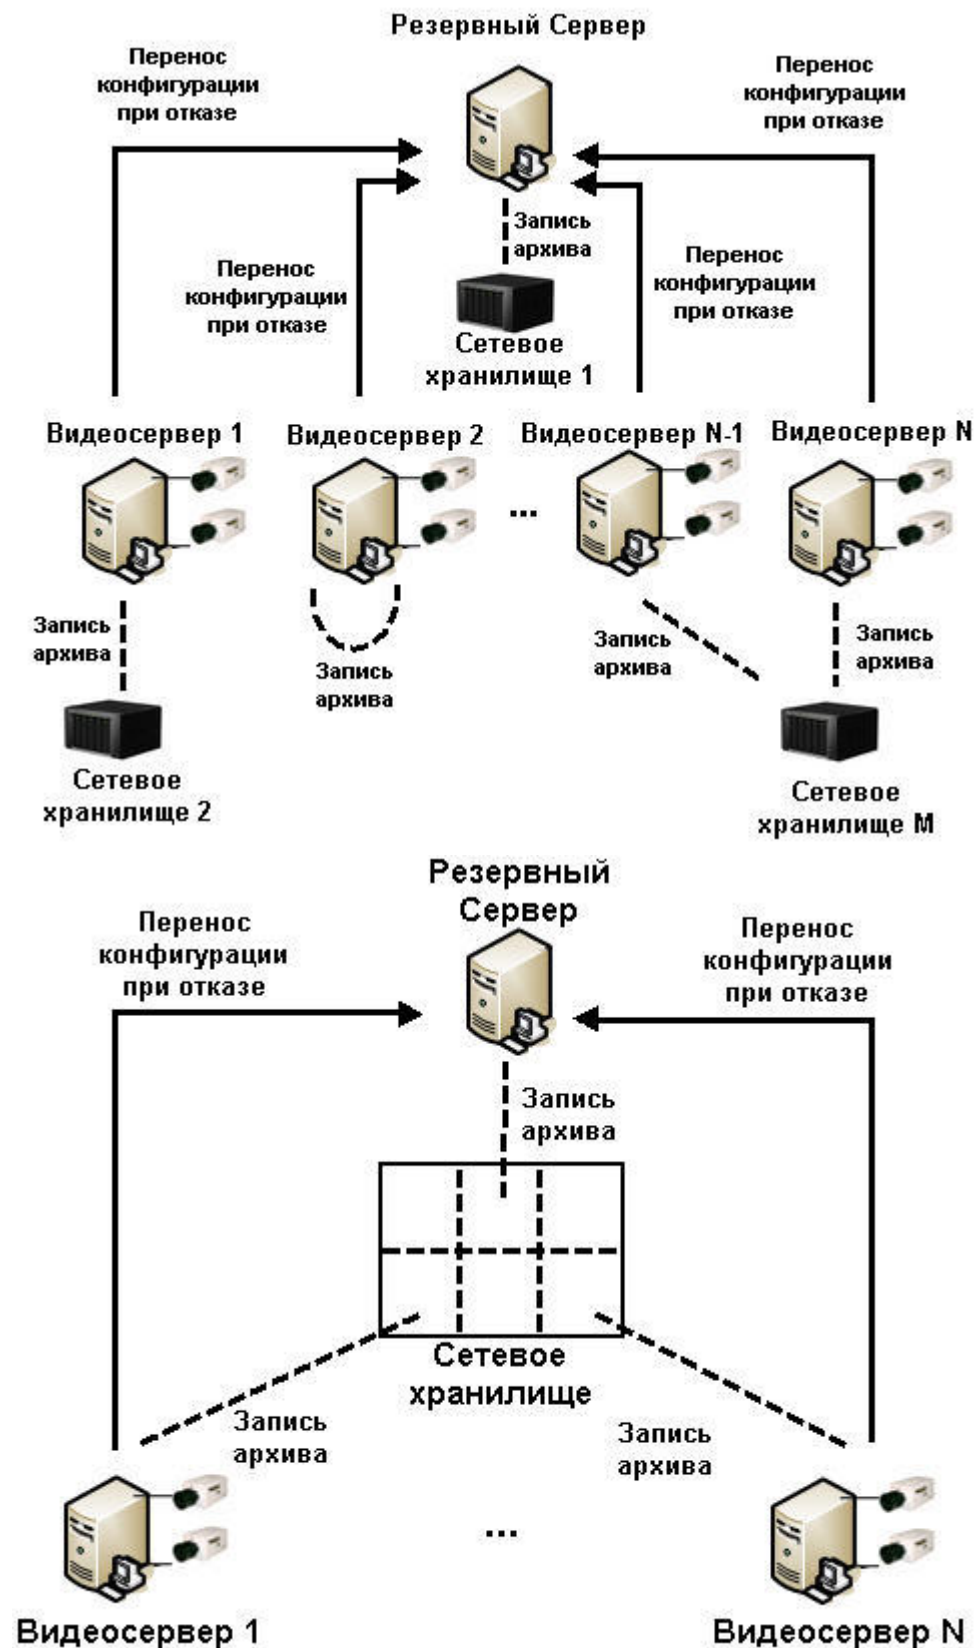 Резервный Сервер
Перенос
конфигурации
при отказе
Перенос
конфигурации
при отказе
Запись
архива
Перенос
конфигурации
при отказе
Перенос
конфигурации
при отказе
Сетевое
хранилище 1
Видеосервер 1
Видеосервер 2
Видеосервер N-1
Видеосервер N
...
Запись
архива
Запись
архива
Запись
архива
Запись
архива
Сетевое
хранилище 2
Сетевое
хранилище M
Резервный
Сервер
Перенос
конфигурации
при отказе
Перенос
конфигурации
при отказе
Запись
архива
Сетевое
хранилище
Запись
архива
Запись
архива
...
Видеосервер 1
Видеосервер N